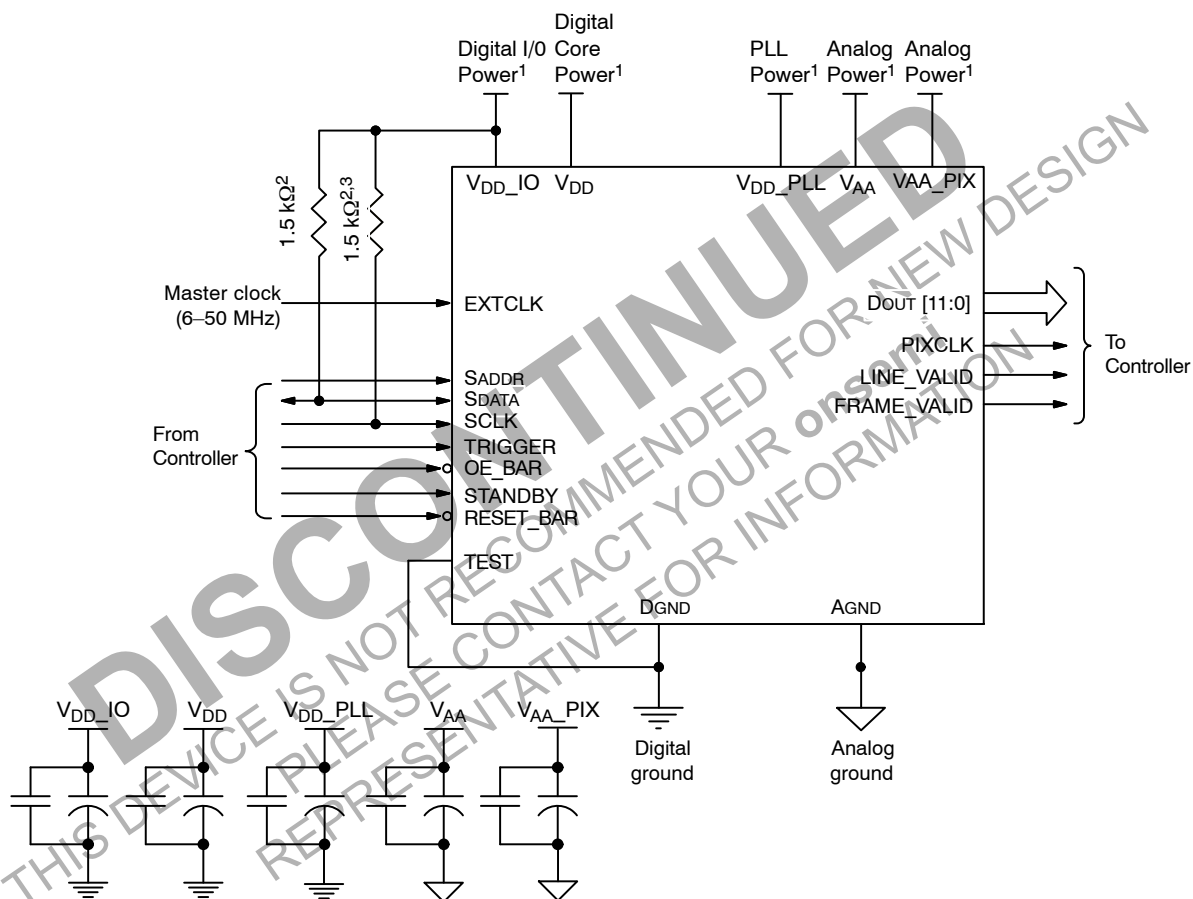 Digital I/0
Power1
Digital
Core
Power1
PLL
Power1
Analog
Power1
Analog
Power1
1.5 kΩ2
1.5 kΩ2,3
VDD_IO
VDD
VDD_PLL
VAA
VAA_PIX
Master clock
(6–50 MHz)
EXTCLK
DOUT [11:0]
PIXCLK
LINE_VALID
FRAME_VALID
To
Controller
From
Controller
SADDR
SDATA
SCLK
TRIGGER
OE_BAR
STANDBY
RESET_BAR
TEST
DGND
AGND
Digital
ground
Analog
ground
VDD_IO
VDD
VDD_PLL
VAA
VAA_PIX
DISCONTINUED
THIS DEVICE IS NOT RECOMMENDED FOR NEW DESIGN
PLEASE CONTACT YOUR onsemi
REPRESENTATIVE FOR INFORMATION